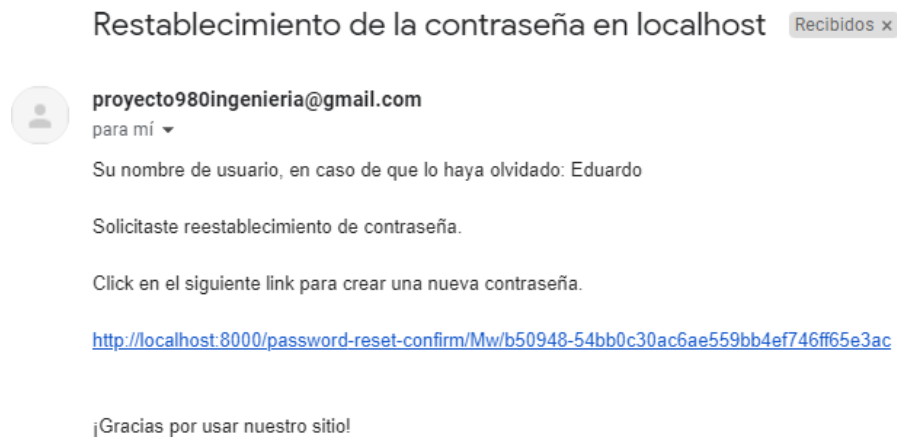 Restablecimiento de la contraseña en localhost Recibidos x
proyecto980ingenieria@gmail.com
para mí
Su nombre de usuario, en caso de que lo haya olvidado: Eduardo
Solicitaste reestablecimiento de contraseña.
Click en el siguiente link para crear una nueva contraseña.
http://localhost:8000/password-reset-confirm/Mw/b50948-54bb0c30ac6ae559bb4ef746ff65e3ac
¡Gracias por usar nuestro sitio!